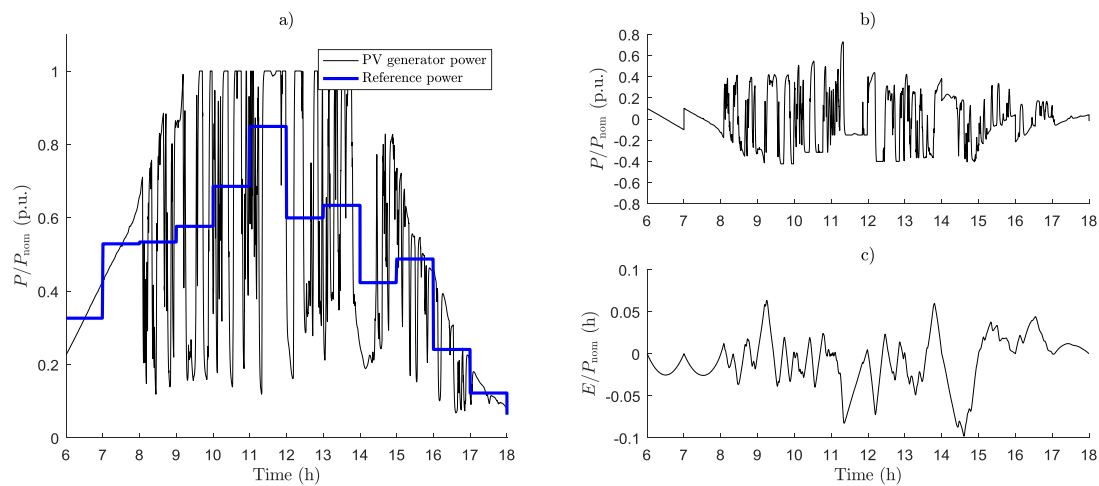 a)
PV generator power
Reference power
P/Pnom (p.u.)
1
0.8
0.6
0.4
0.2
0
6 7 8 9 10 11 12 13 14 15 16 17 18
Time (h)
b)
P/Pnom (p.u.)
0.8
0.6
0.4
0.2
0
-0.2
-0.4
-0.6
-0.8
6 7 8 9 10 11 12 13 14 15 16 17 18
c)
E/Pnom (h)
0.1
0.05
0
-0.05
-0.1
6 7 8 9 10 11 12 13 14 15 16 17 18
Time (h)